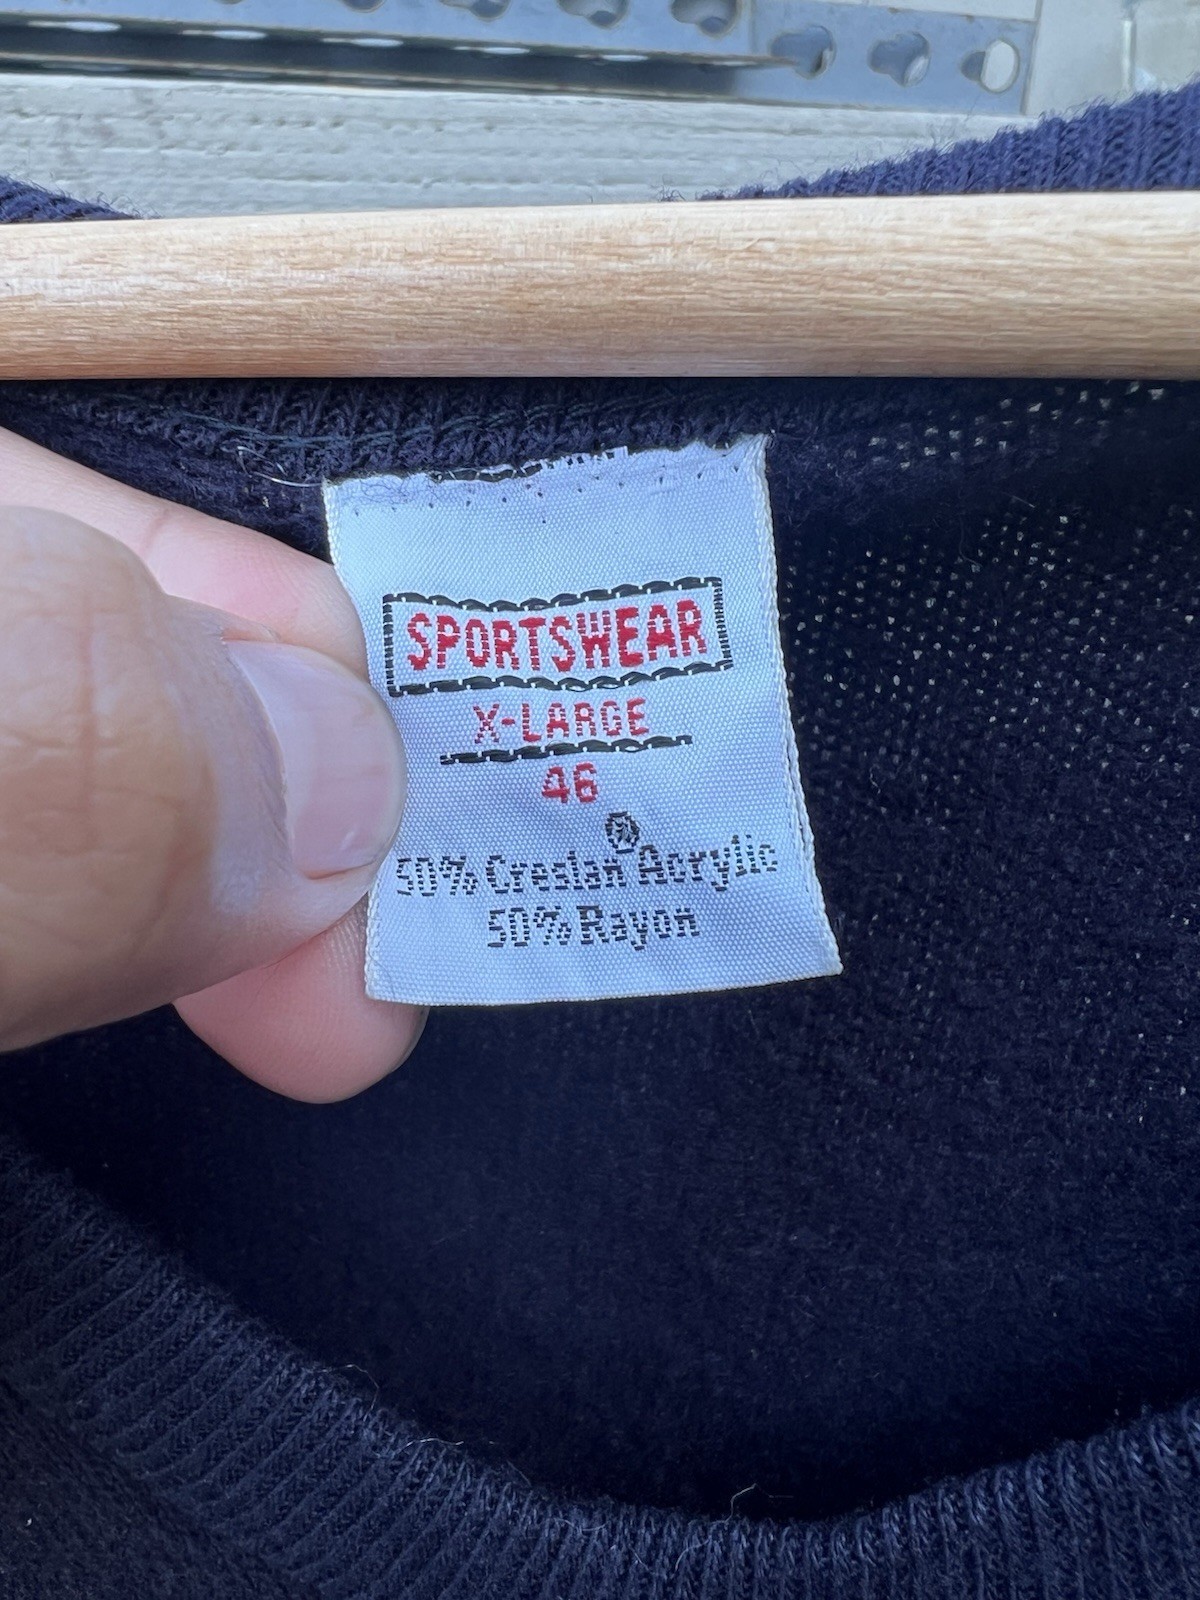 SPORTSWEAR
X-LARGE
46
®
50% Creslan Acrylic
50% Rayon